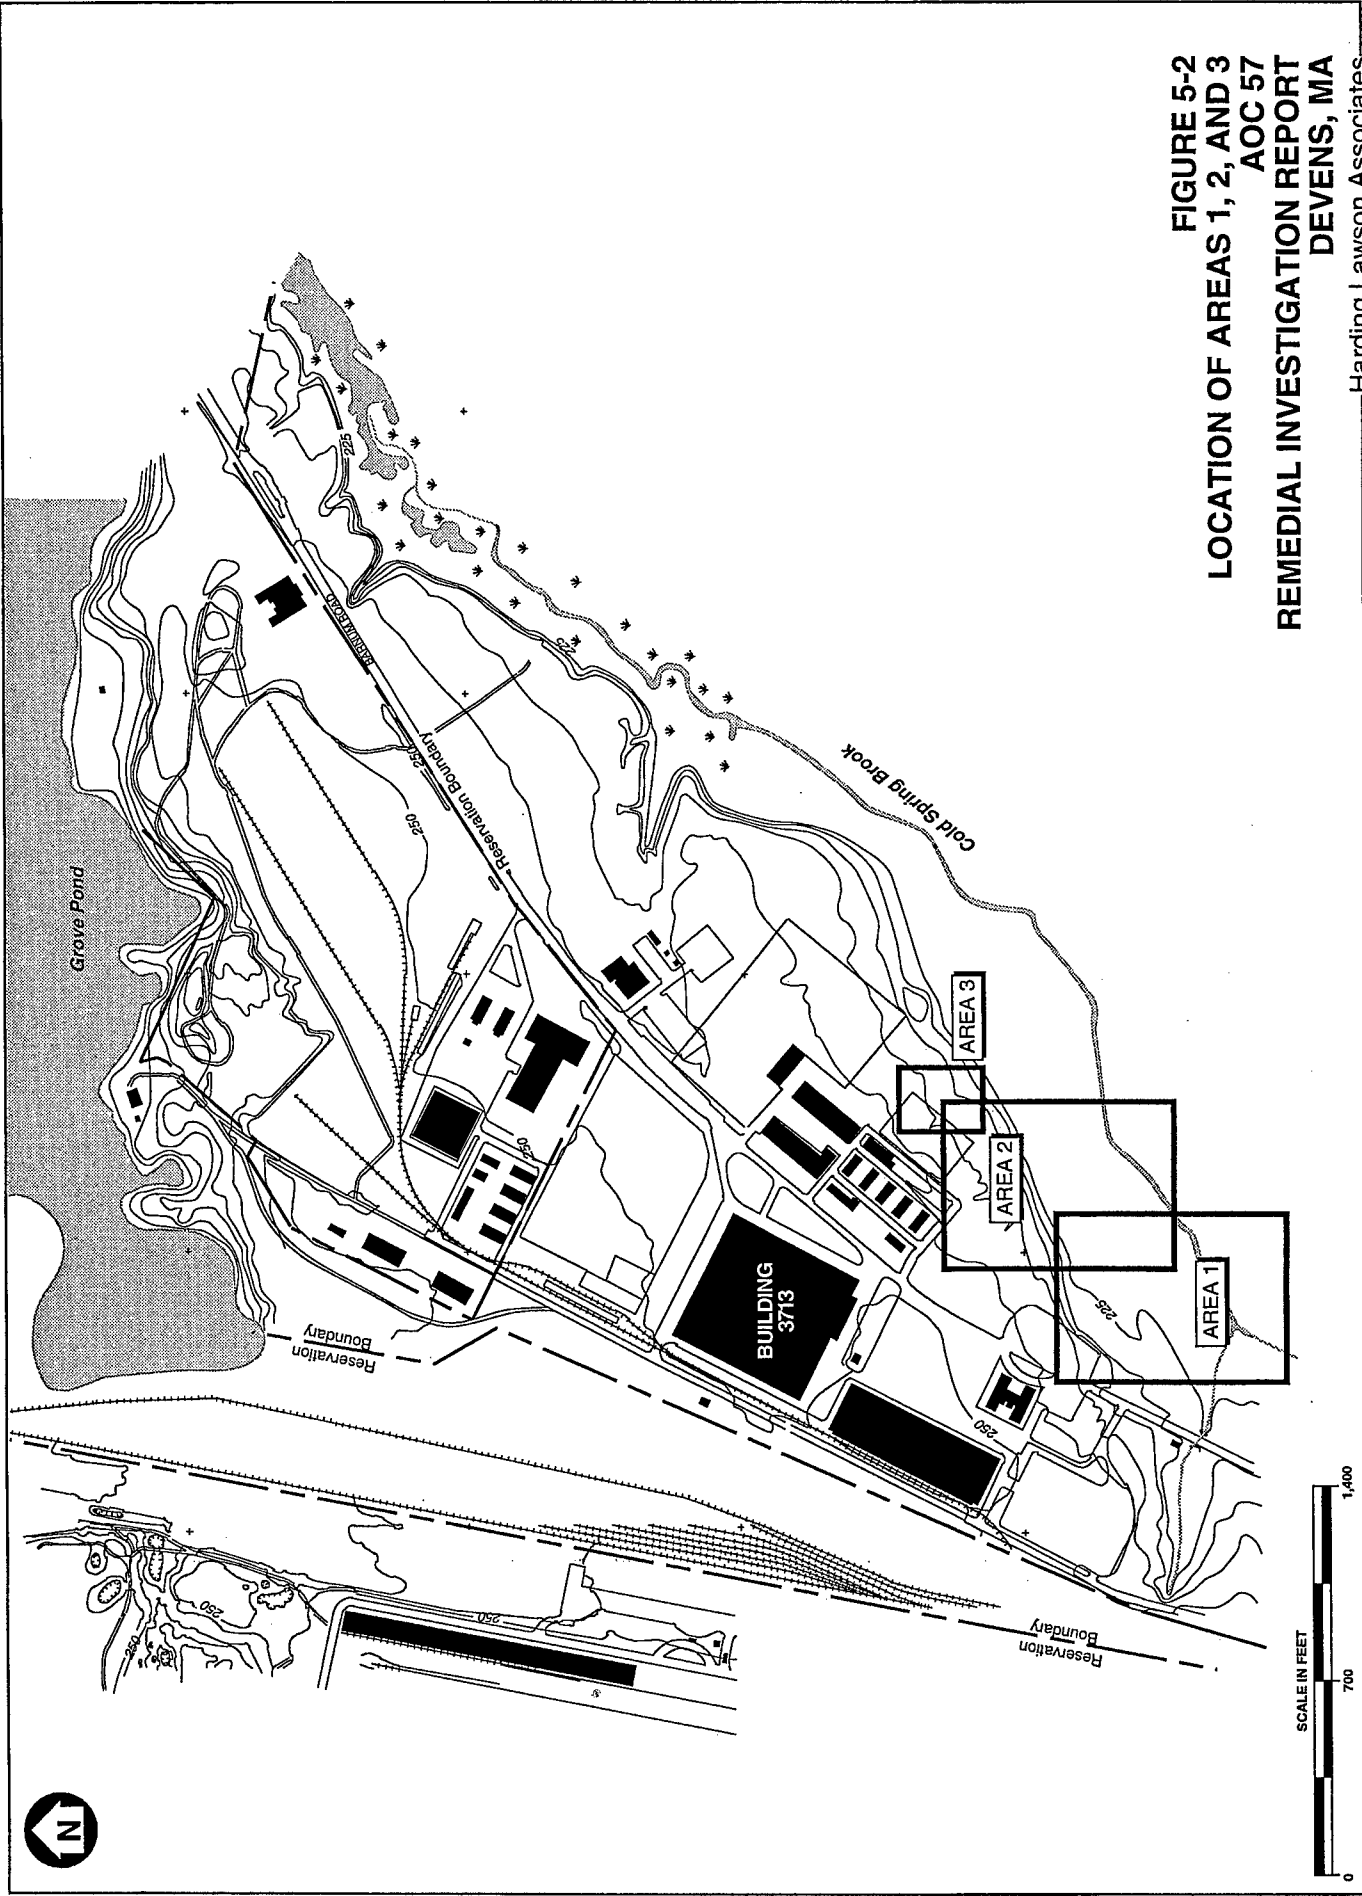 N
Grove Pond
BARNUM ROAD
Reservation Boundary
250
250
225
225
Cold Spring Brook
Reservation
Boundary
250
250
250
250
BUILDING
3713
AREA 3
AREA 2
AREA 1
225
250
Reservation
Boundary
SCALE IN FEET
0
700
1,400
FIGURE 5-2
LOCATION OF AREAS 1, 2, AND 3
AOC 57
REMEDIAL INVESTIGATION REPORT
DEVENS, MA
Harding Lawson Associates